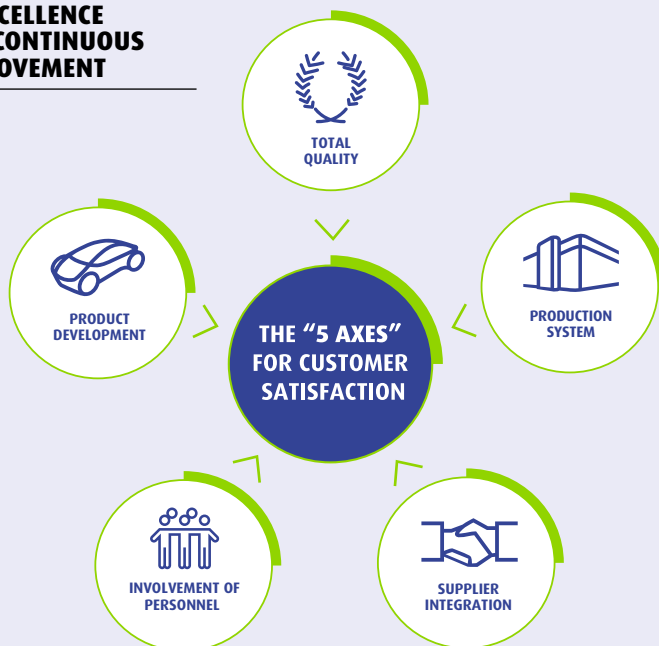 CELLENCE
CONTINUOUS
OVEMENT
TOTAL
QUALITY
PRODUCT
DEVELOPMENT
PRODUCTION
SYSTEM
THE “5 AXES”
FOR CUSTOMER
SATISFACTION
INVOLVEMENT OF
PERSONNEL
SUPPLIER
INTEGRATION